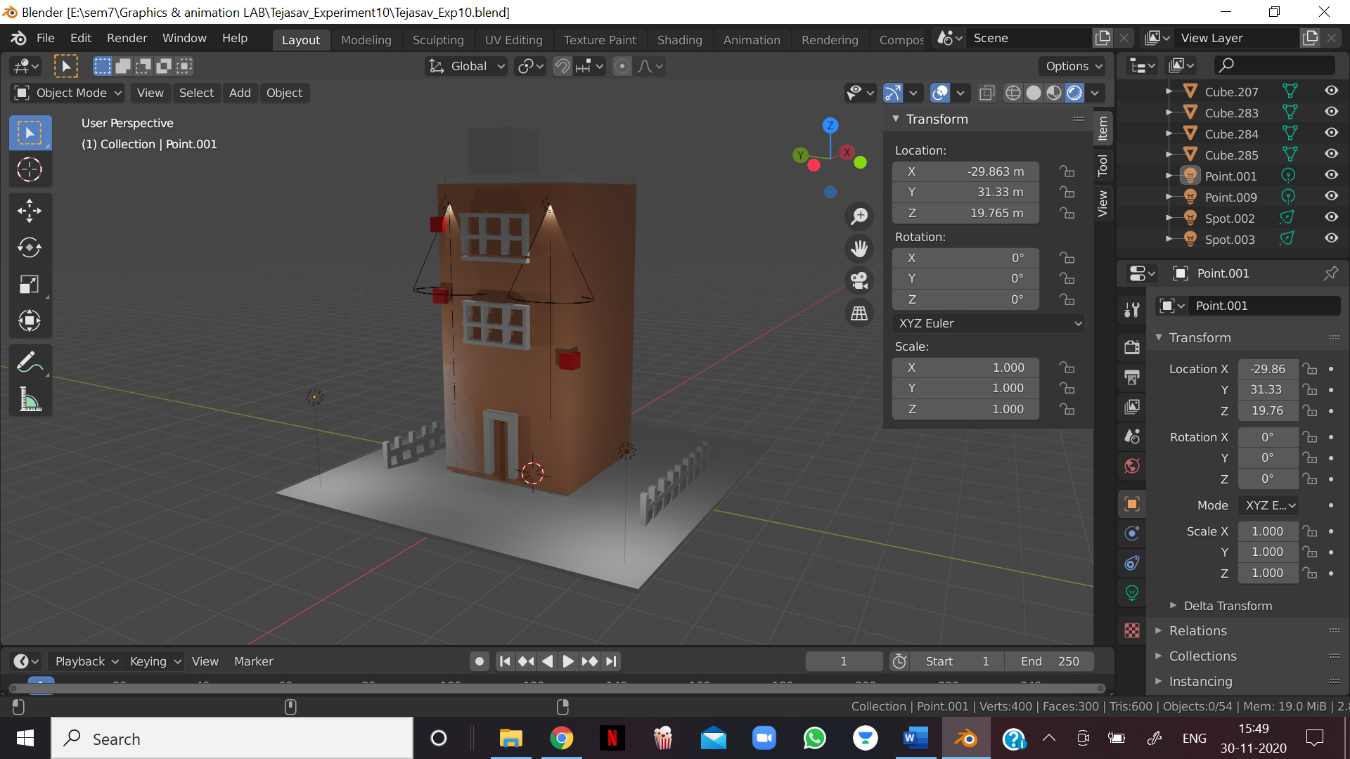 Blender [E:\sem7\Graphics & animation LAB\Tejasav_Experiment10\Tejasav_Exp10.blend]
File Edit Render Window Help Layout Modeling Sculpting UV Editing Texture Paint Shading Animation Rendering Compos Scene View Layer
Global Options
Object Mode View Select Add Object
User Perspective
(1) Collection | Point.001
Z
Y
X
Transform
Location:
X -29.863 m
Y 31.33 m
Z 19.765 m
Rotation:
X 0°
Y 0°
Z 0°
XYZ Euler
Scale:
X 1.000
Y 1.000
Z 1.000
Item
Tool
View
Cube.207
Cube.283
Cube.284
Cube.285
Point.001
Point.009
Spot.002
Spot.003
Point.001
Point.001
Transform
Location X -29.86
Y 31.33
Z 19.76
Rotation X 0°
Y 0°
Z 0°
Mode XYZ E...
Scale X 1.000
Y 1.000
Z 1.000
Delta Transform
Relations
Collections
Instancing
Playback Keying View Marker 1 Start 1 End 250
Collection | Point.001 | Verts:400 | Faces:300 | Tris:600 | Objects:0/54 | Mem: 19.0 MiB | 2.8
Search
N
W
ENG
15:49
30-11-2020